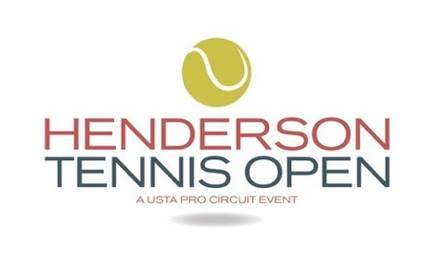 HENDERSON
TENNIS OPEN
A USTA PRO CIRCUIT EVENT